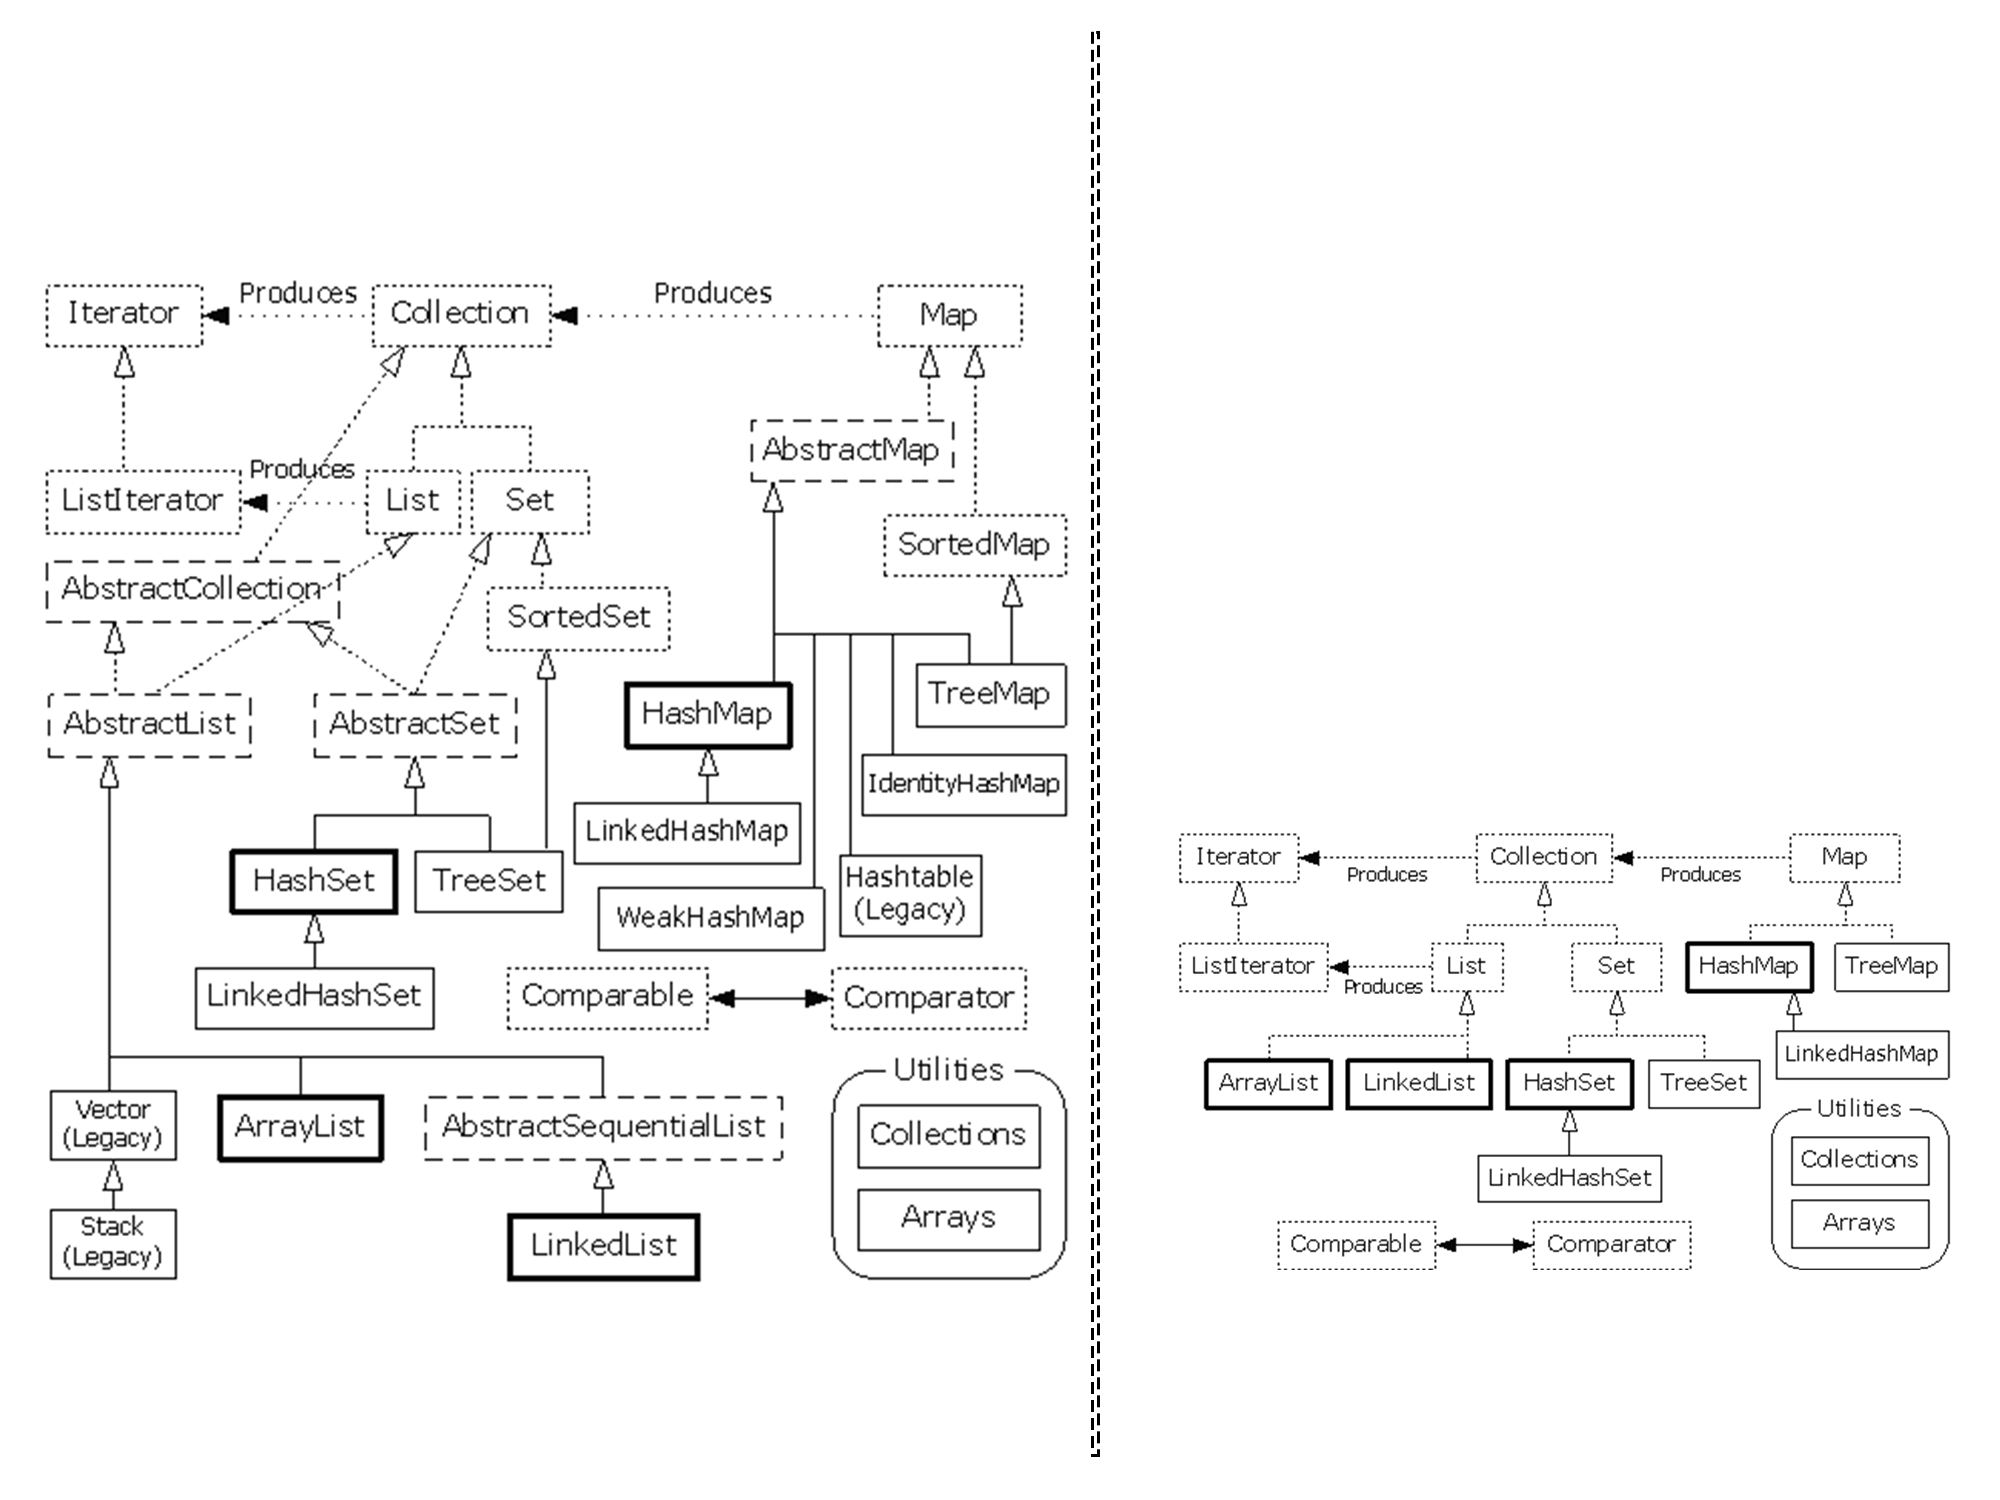 Iterator
Produces
Collection
Produces
Map
AbstractMap
ListIterator
Produces
List
Set
SortedMap
AbstractCollection
SortedSet
TreeMap
AbstractList
AbstractSet
HashMap
IdentityHashMap
LinkedHashMap
HashSet
TreeSet
Hashtable
(Legacy)
WeakHashMap
LinkedHashSet
Comparable
Comparator
Utilities
Vector
(Legacy)
ArrayList
AbstractSequentialList
Collections
Arrays
Stack
(Legacy)
LinkedList
Iterator
Produces
Collection
Produces
Map
ListIterator
Produces
List
Set
HashMap
TreeMap
LinkedHashMap
ArrayList
LinkedList
HashSet
TreeSet
Utilities
Collections
LinkedHashSet
Arrays
Comparable
Comparator